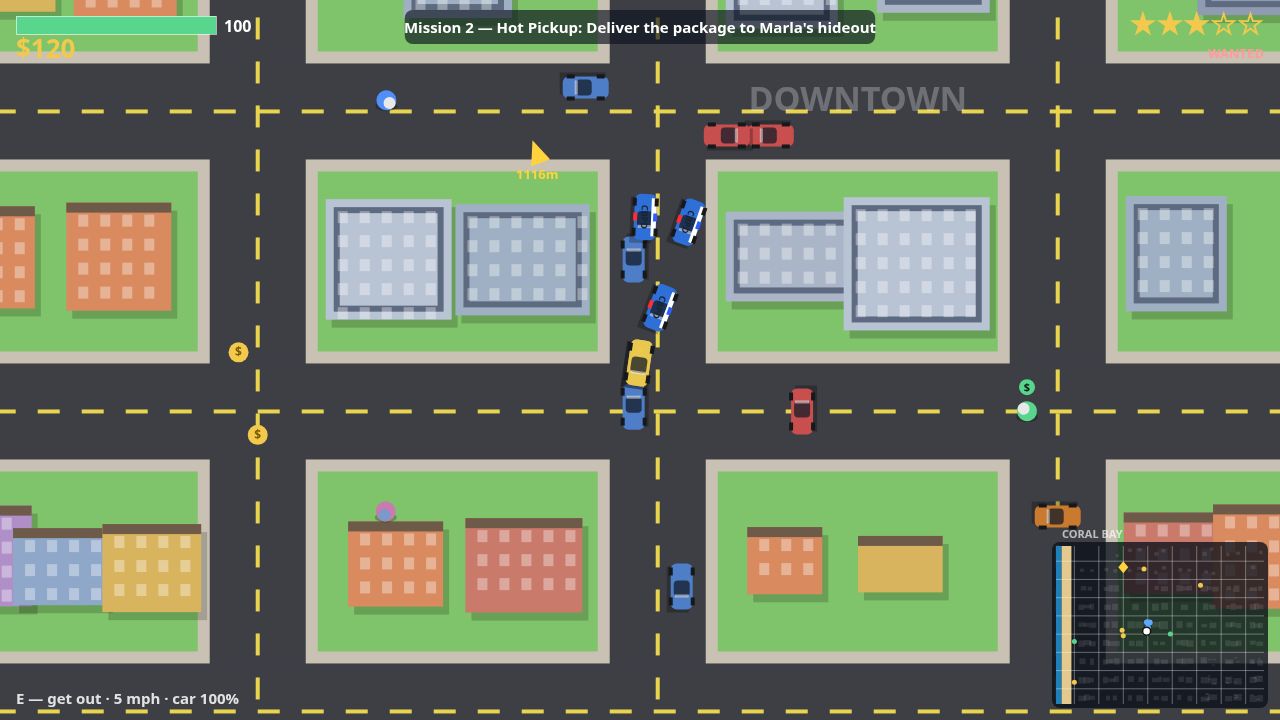 100
Mission 2 — Hot Pickup: Deliver the package to Marla's hideout
$120
WANTED
DOWNTOWN
1116m
$
$
$
CORAL BAY
E — get out · 5 mph · car 100%